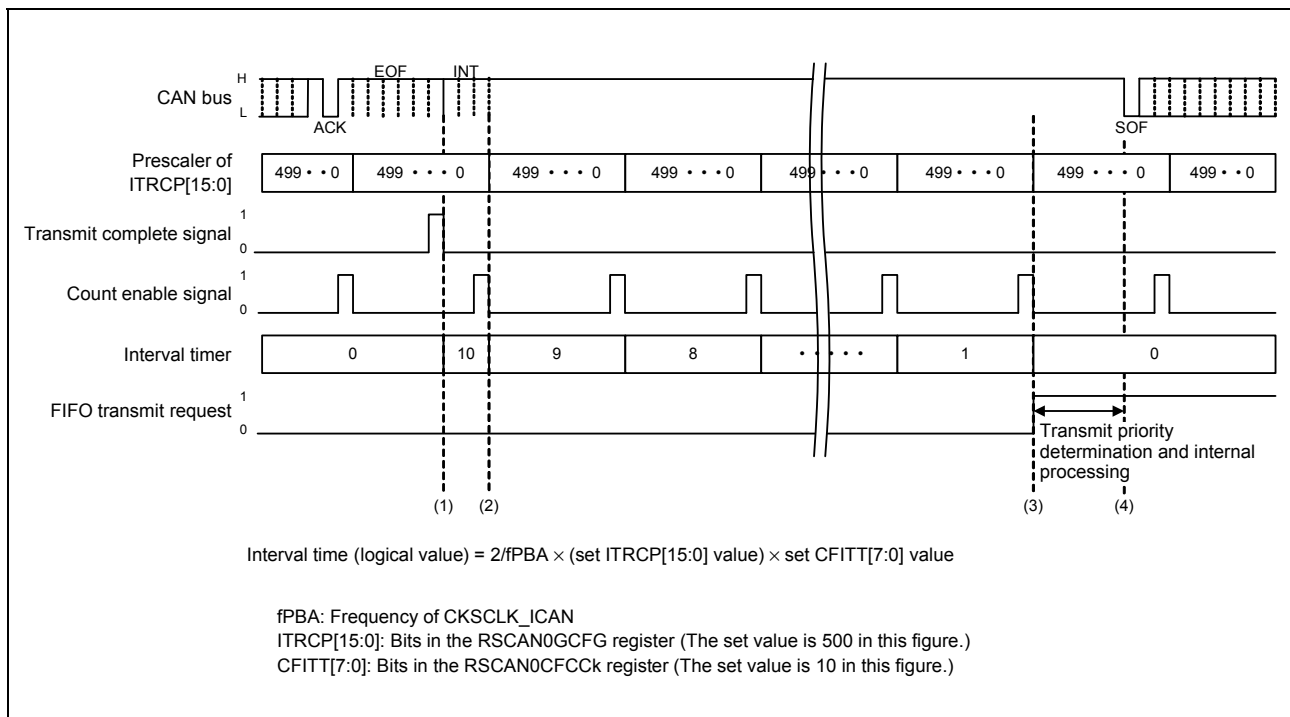 EOF INT
H
CAN bus
L
ACK SOF
Prescaler of
ITRCP[15:0]
499・・0 499・・・0 499・・・0 499・・・0 499・・・0 499・・・0 499・・・0 499・・0
1
Transmit complete signal
0
1
Count enable signal
0
Interval timer
0 10 9 8 ・・・・・ 1 0
1
FIFO transmit request
0
Transmit priority
determination and internal
processing
(1) (2) (3) (4)
Interval time (logical value) = 2/fPBA × (set ITRCP[15:0] value) × set CFITT[7:0] value
fPBA: Frequency of CKSCLK_ICAN
ITRCP[15:0]: Bits in the RSCAN0GCFG register (The set value is 500 in this figure.)
CFITT[7:0]: Bits in the RSCAN0CFCCk register (The set value is 10 in this figure.)